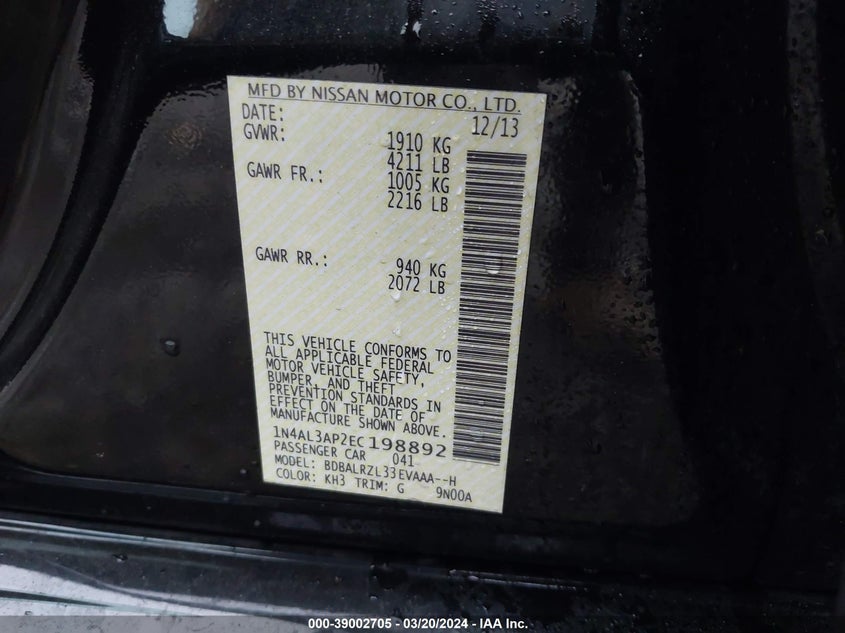 MFD BY NISSAN MOTOR CO., LTD.
DATE: 12/13
GVWR: 1910 KG
4211 LB
GAWR FR.: 1005 KG
2216 LB
GAWR RR.: 940 KG
2072 LB
THIS VEHICLE CONFORMS TO
ALL APPLICABLE FEDERAL
MOTOR VEHICLE SAFETY,
BUMPER, AND THEFT
PREVENTION STANDARDS IN
EFFECT ON THE DATE OF
MANUFACTURE SHOWN ABOVE.
1N4AL3AP2EC198892
PASSENGER CAR 041
MODEL: BDBALRZL33EVAAA--H
COLOR: KH3 TRIM: G 9N00A
000-39002705 - 03/20/2024 - IAA Inc.